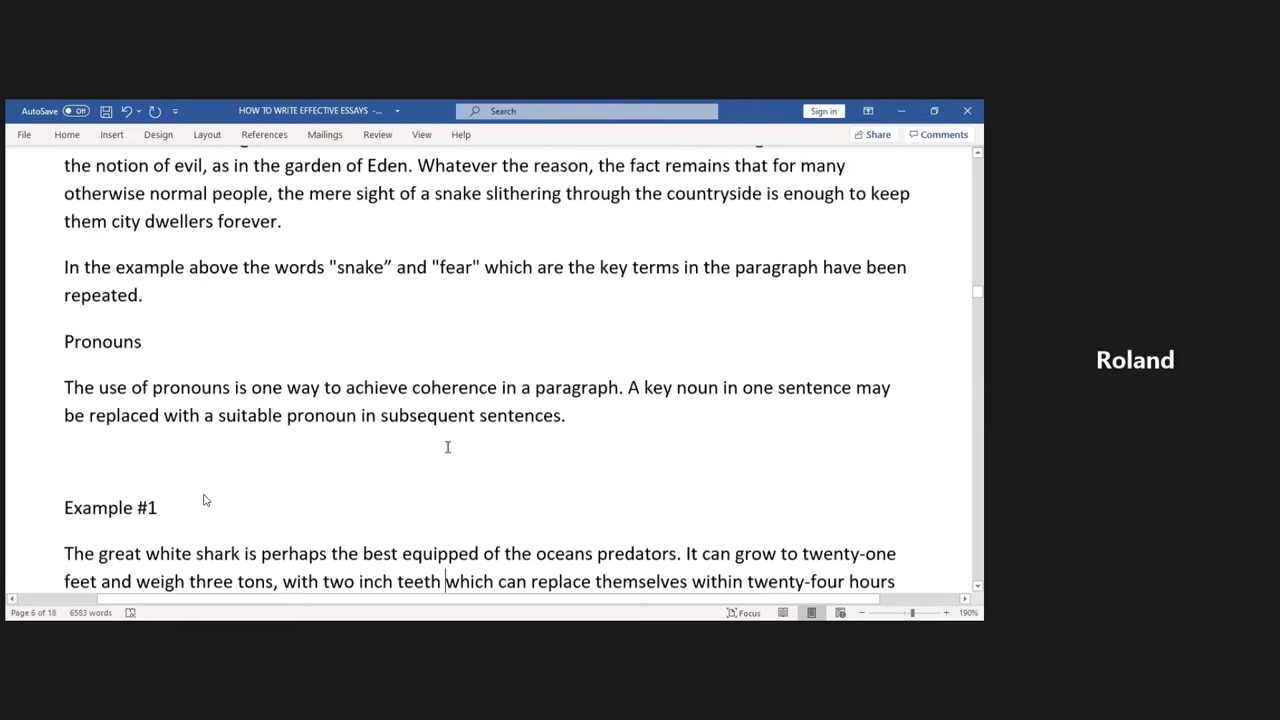 AutoSave Off HOW TO WRITE EFFECTIVE ESSAYS -... Search Sign in
File Home Insert Design Layout References Mailings Review View Help Share Comments
the notion of evil, as in the garden of Eden. Whatever the reason, the fact remains that for many
otherwise normal people, the mere sight of a snake slithering through the countryside is enough to keep
them city dwellers forever.
In the example above the words "snake” and "fear" which are the key terms in the paragraph have been
repeated.
Pronouns
The use of pronouns is one way to achieve coherence in a paragraph. A key noun in one sentence may
be replaced with a suitable pronoun in subsequent sentences.
Roland
Example #1
The great white shark is perhaps the best equipped of the oceans predators. It can grow to twenty-one
feet and weigh three tons, with two inch teeth which can replace themselves within twenty-four hours
Page 6 of 18 6583 words Focus 190%